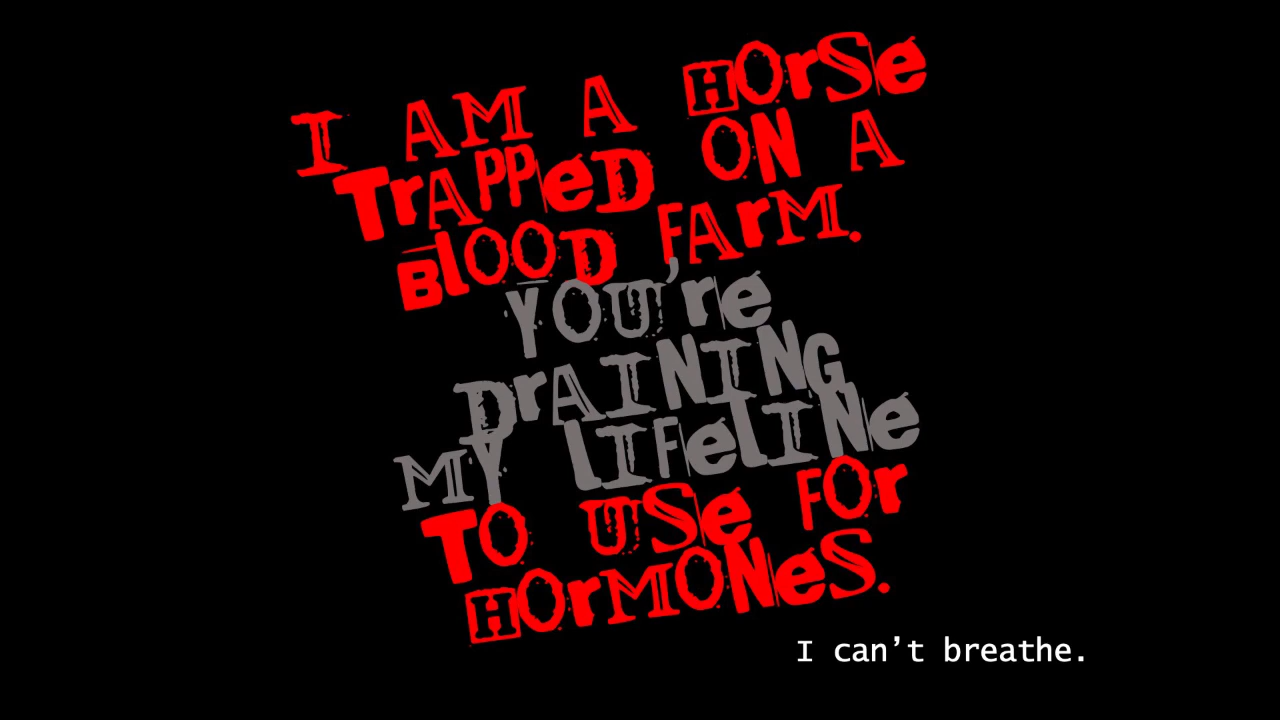 I AM A HOrSe
TrAPPeD ON A
BlOOD FArM.
YOU're
DrAINING
MY lIFelINe
TO USe FOr
HOrMONeS.
I can’t breathe.